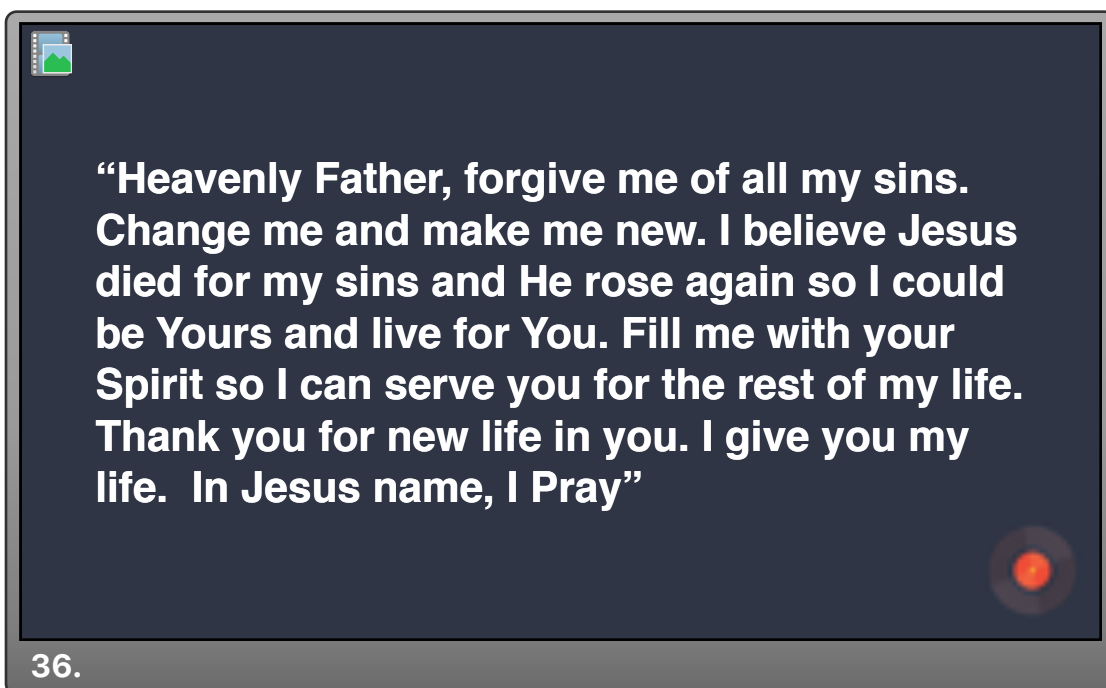 “Heavenly Father, forgive me of all my sins.
Change me and make me new. I believe Jesus
died for my sins and He rose again so I could
be Yours and live for You. Fill me with your
Spirit so I can serve you for the rest of my life.
Thank you for new life in you. I give you my
life.  In Jesus name, I Pray”
36.